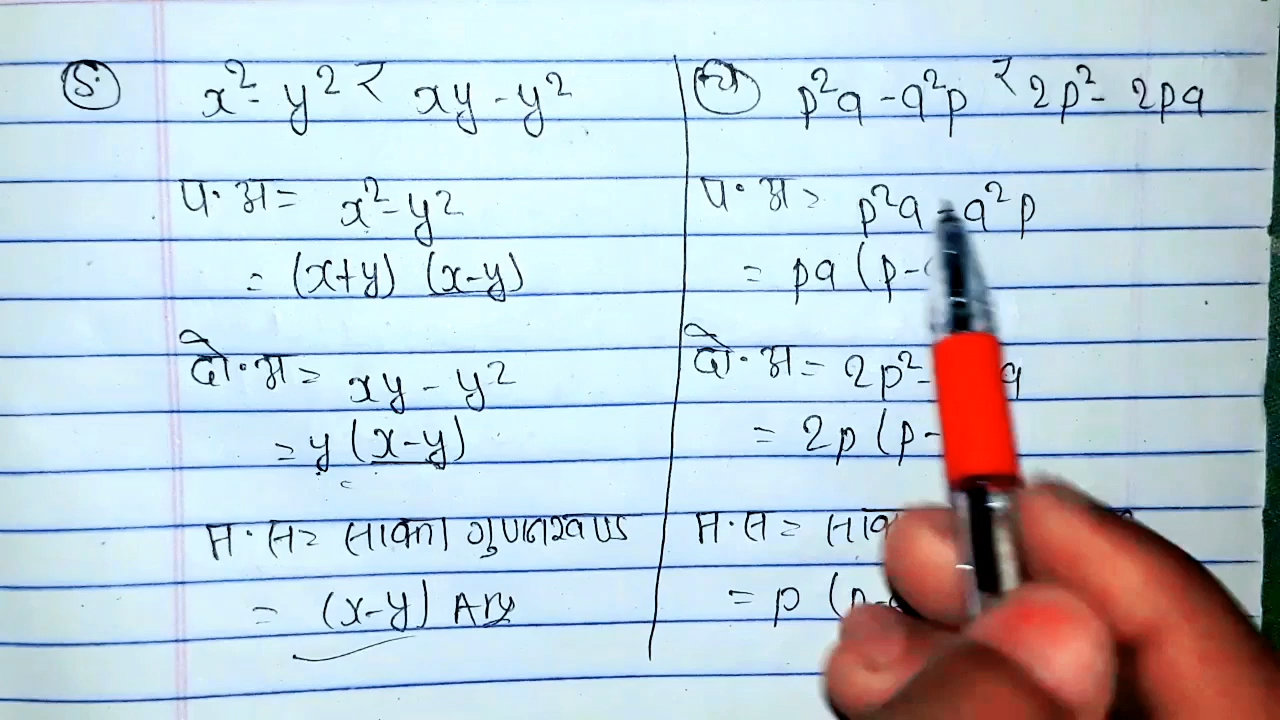 ङ. x² - y² र xy - y²
प.अ = x² - y²
= (x+y) (x-y)
दो.अ = xy - y²
= y (x-y)
म.स = साझा गुणनखण्ड
= (x-y) Ans
च p²q - q²p र 2p² - 2pq
प.अ = p²q - q²p
= pq (p-
दो.अ = 2p² - q
= 2p (p-
म.स =
= p (p-